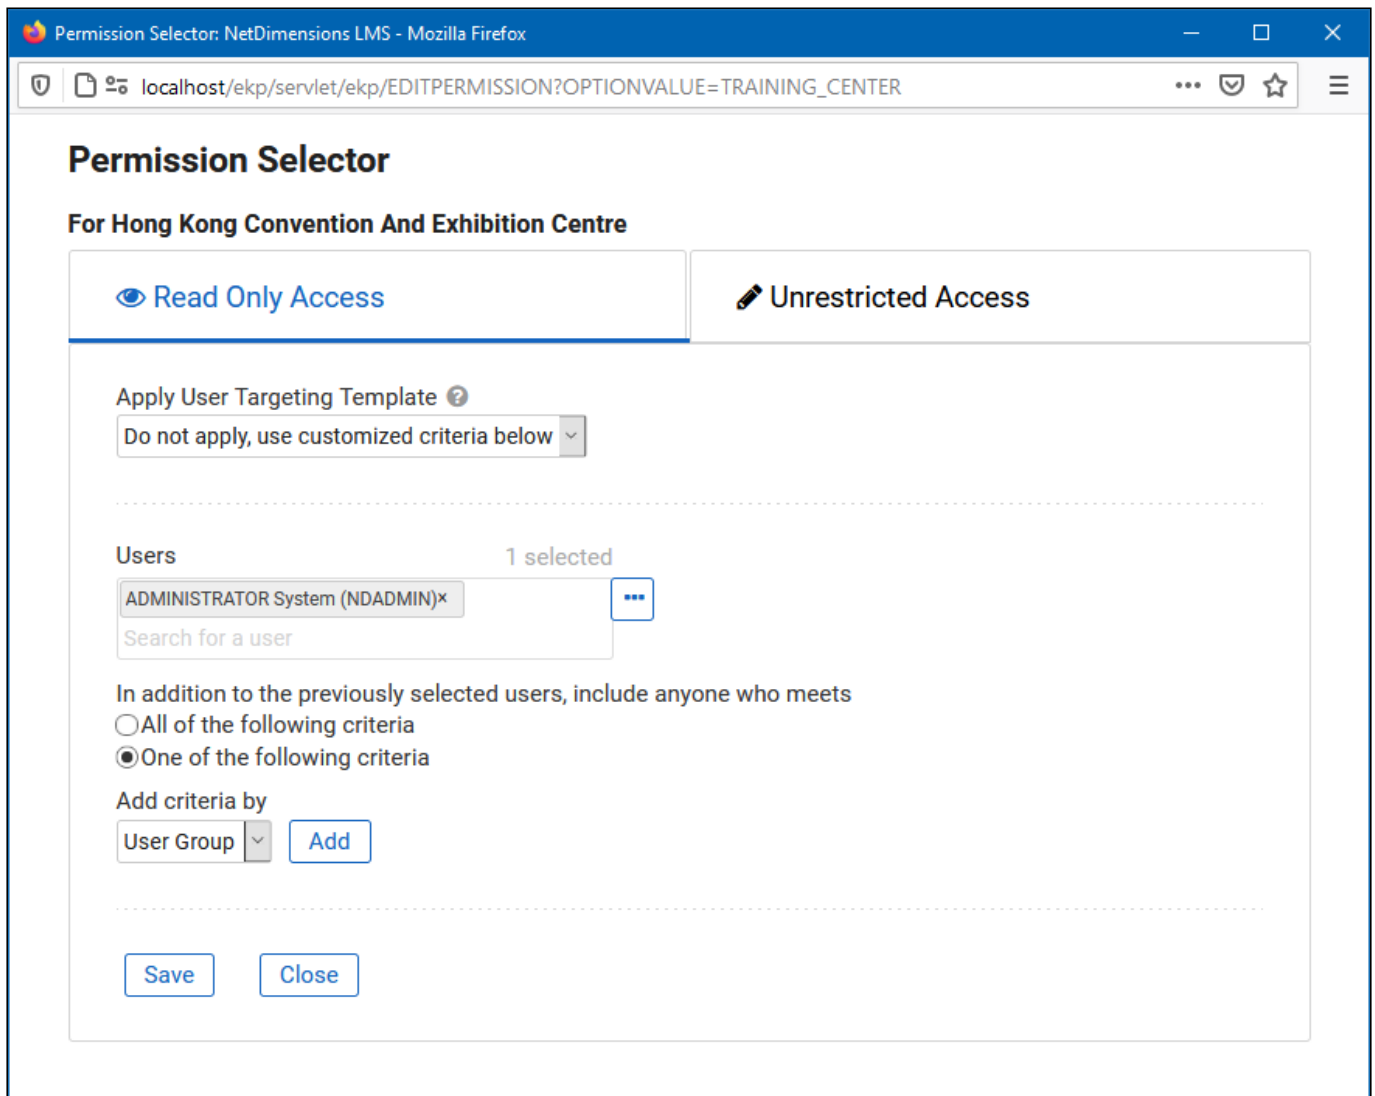 Permission Selector: NetDimensions LMS - Mozilla Firefox
localhost/ekp/servlet/ekp/EDITPERMISSION?OPTIONVALUE=TRAINING_CENTER
Permission Selector
For Hong Kong Convention And Exhibition Centre
Read Only Access
Unrestricted Access
Apply User Targeting Template ?
Do not apply, use customized criteria below
Users
1 selected
ADMINISTRATOR System (NDADMIN)×
Search for a user
In addition to the previously selected users, include anyone who meets
All of the following criteria
One of the following criteria
Add criteria by
User Group
Add
Save
Close